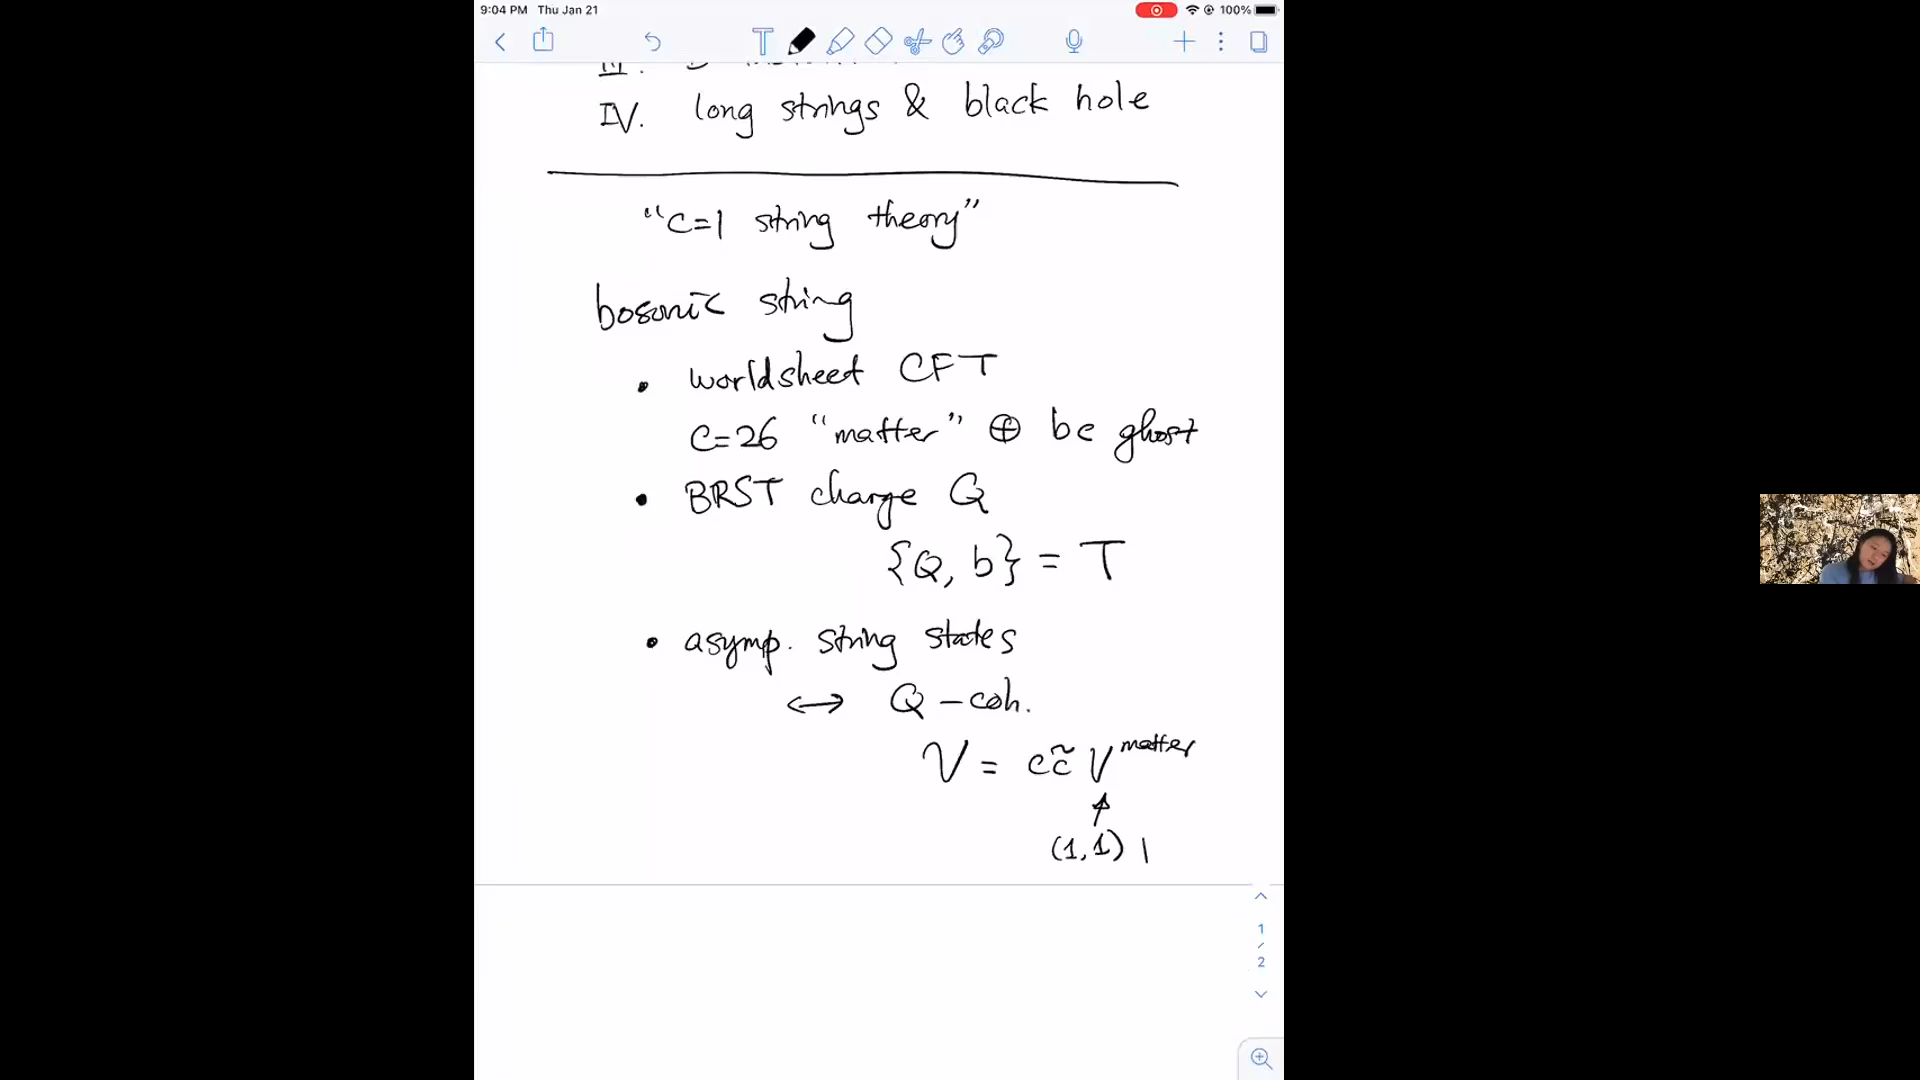 9:04 PM Thu Jan 21
100%
T
III.
IV. long strings & black hole
"C=1 string theory"
bosonic string
• worldsheet CFT
C=26 "matter" ⊕ bc ghost
• BRST charge Q
{Q, b} = T
• asymp. string states
↔ Q-coh.
V = cc̃ V^matter
↑
(1,1)
1
/
2